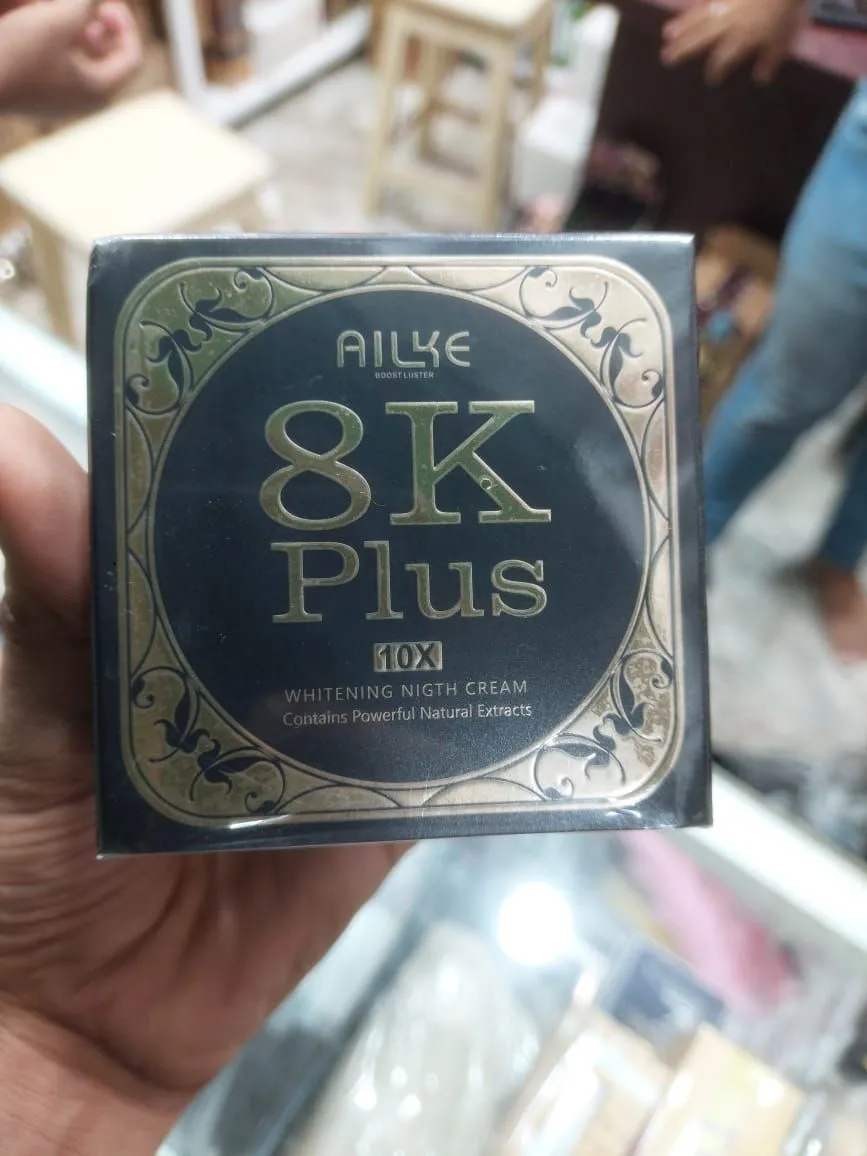 AILKE
BOOST LUSTER
8K
Plus
10X
WHITENING NIGTH CREAM
Contains Powerful Natural Extracts